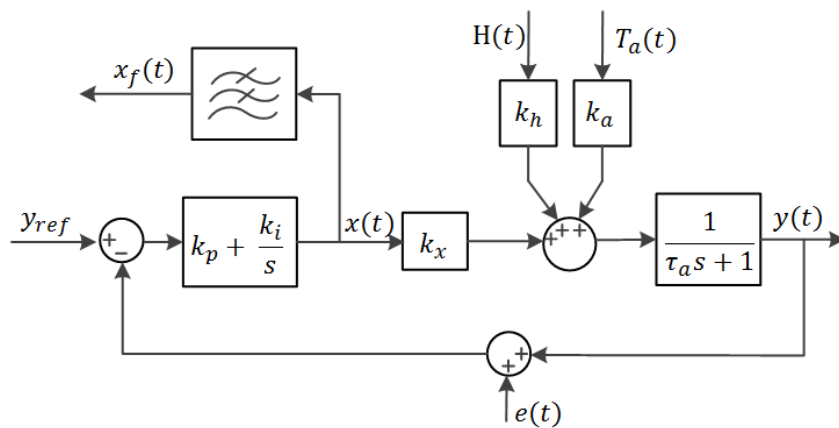 H(t) T_a(t)
x_f(t)
k_h k_a
y_ref + − k_p + k_i/s x(t) k_x + + + 1/(τ_a s + 1) y(t)
+ +
e(t)